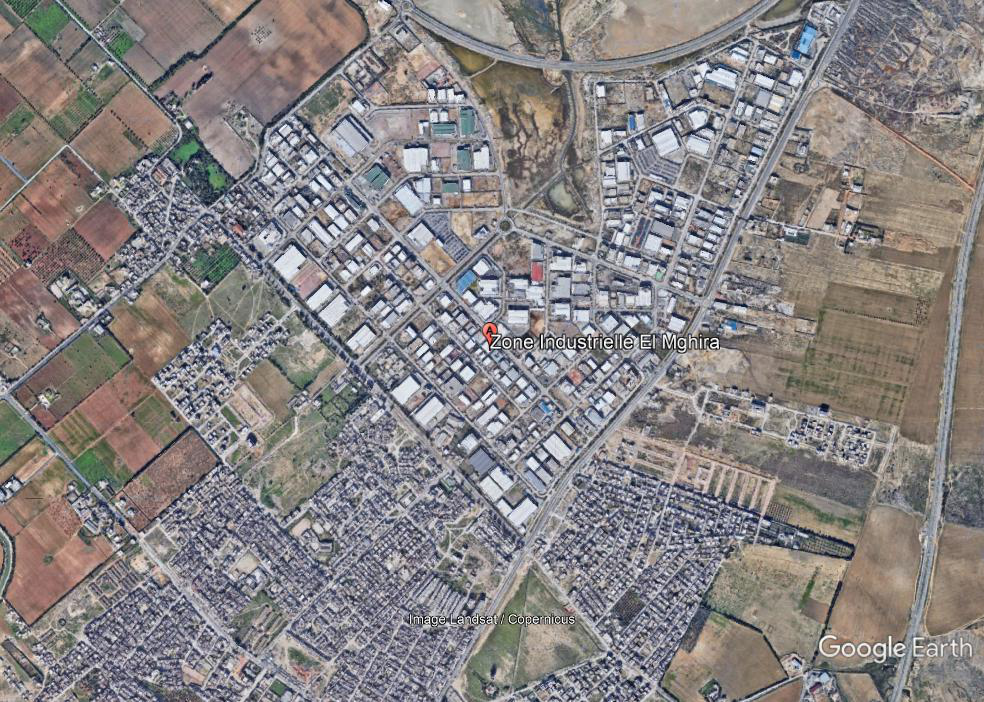 A
Zone Industrielle El Mghira
Image Landsat / Copernicus
Google Earth